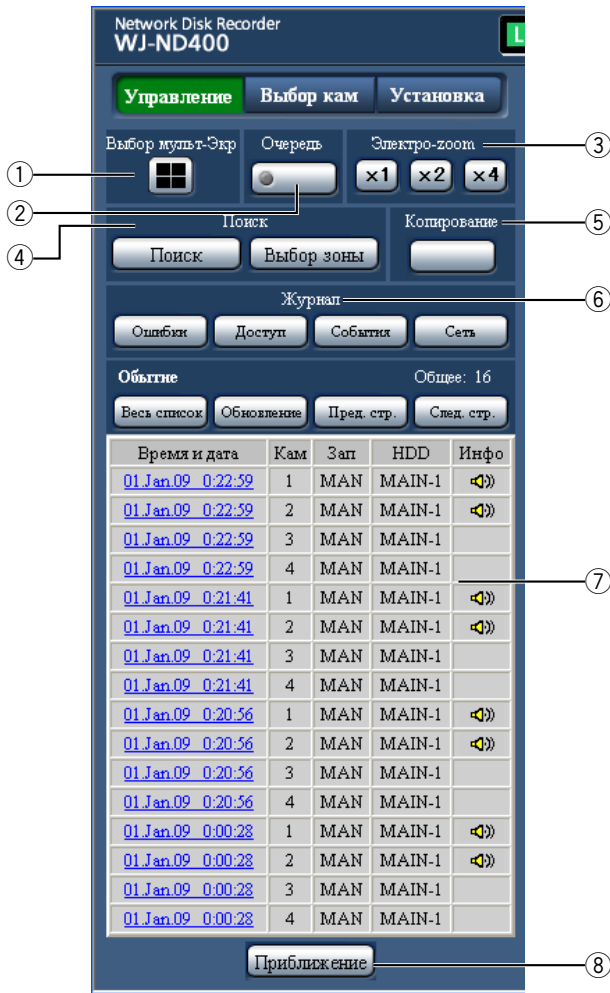 Network Disk Recorder
WJ-ND400
L
Управление Выбор кам Установка
Выбор мульт-Экр Очередь Электро-zoom ③
① x1 x2 x4
②
Поиск Копирование ⑤
④ Поиск Выбор зоны
Журнал ⑥
Ошибки Доступ События Сеть
Обытие Общее: 16
Весь список Обновление Пред. стр. След. стр.
Время и дата Кам Зап HDD Инфо
01.Jan.09 0:22:59 1 MAN MAIN-1
01.Jan.09 0:22:59 2 MAN MAIN-1
01.Jan.09 0:22:59 3 MAN MAIN-1
01.Jan.09 0:22:59 4 MAN MAIN-1
⑦
01.Jan.09 0:21:41 1 MAN MAIN-1
01.Jan.09 0:21:41 2 MAN MAIN-1
01.Jan.09 0:21:41 3 MAN MAIN-1
01.Jan.09 0:21:41 4 MAN MAIN-1
01.Jan.09 0:20:56 1 MAN MAIN-1
01.Jan.09 0:20:56 2 MAN MAIN-1
01.Jan.09 0:20:56 3 MAN MAIN-1
01.Jan.09 0:20:56 4 MAN MAIN-1
01.Jan.09 0:00:28 1 MAN MAIN-1
01.Jan.09 0:00:28 2 MAN MAIN-1
01.Jan.09 0:00:28 3 MAN MAIN-1
01.Jan.09 0:00:28 4 MAN MAIN-1
Приближение ⑧